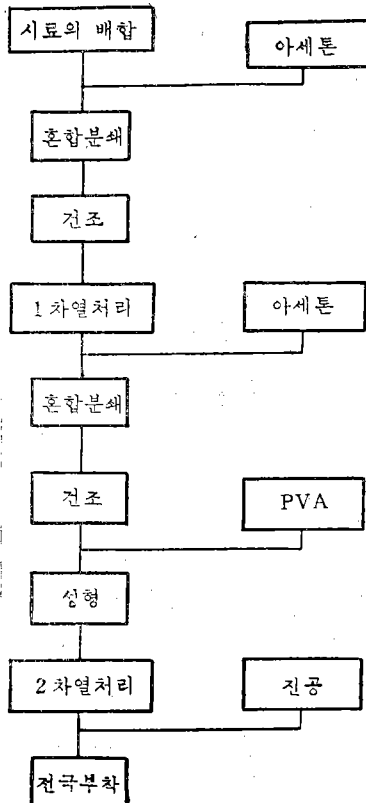 시료의 배합
아세톤
혼합분쇄
건조
1차열처리
아세톤
혼합분쇄
건조
PVA
성형
2차열처리
진공
전극부착